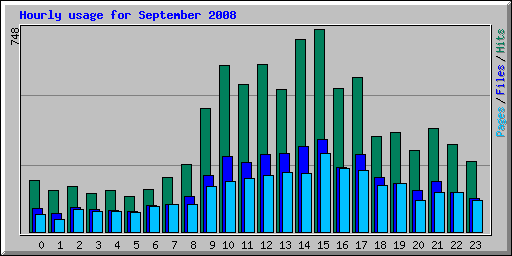 Hourly usage for September 2008
748
Pages / Files / Hits
0 1 2 3 4 5 6 7 8 9 10 11 12 13 14 15 16 17 18 19 20 21 22 23